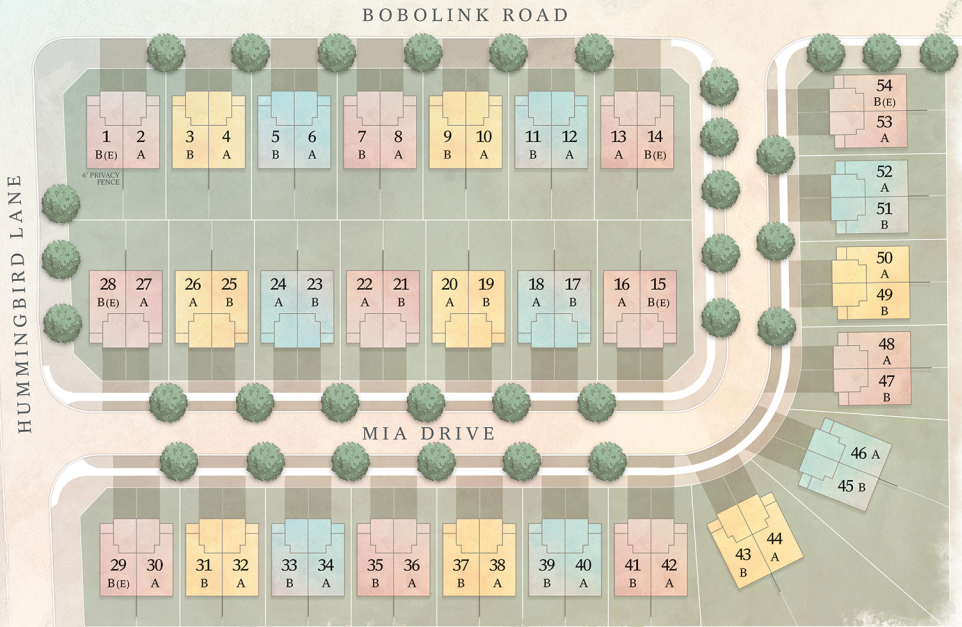 BOBOLINK ROAD
HUMMINGBIRD LANE
1 2 3 4 5 6 7 8 9 10 11 12 13 14
B(E) A B A B A B A B A B A A B(E)
6' PRIVACY
FENCE
28 27 26 25 24 23 22 21 20 19 18 17 16 15
B(E) A A B A B A B A B A B A B(E)
MIA DRIVE
29 30 31 32 33 34 35 36 37 38 39 40 41 42
B(E) A B A B A B A B A B A B A
54
B(E)
53
A
52
A
51
B
50
A
49
B
48
A
47
B
46 A
45 B
44
A
43
B